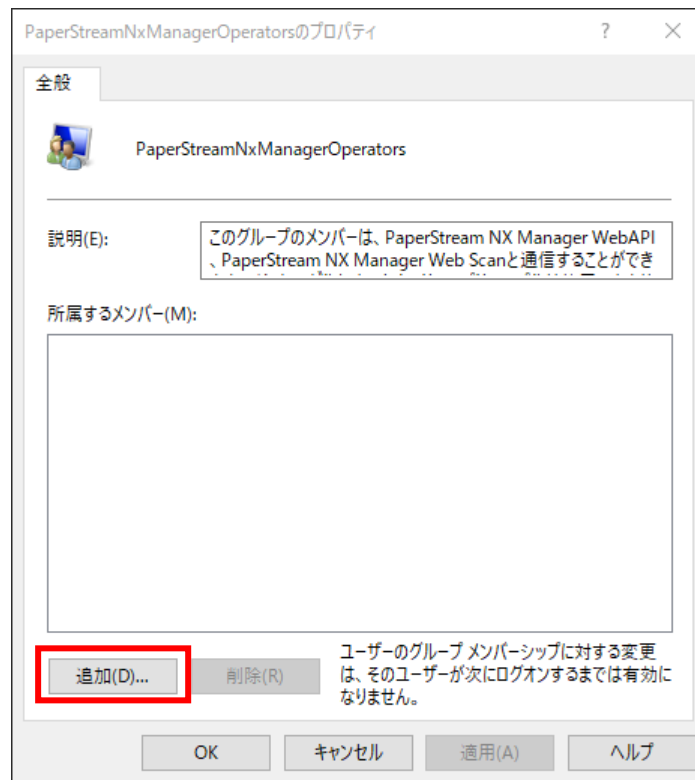 PaperStreamNxManagerOperatorsのプロパティ
?
全般
PaperStreamNxManagerOperators
説明(E):
このグループのメンバーは、PaperStream NX Manager WebAPI
、PaperStream NX Manager Web Scanと通信することができ
所属するメンバー(M):
追加(D)...
削除(R)
ユーザーのグループ メンバーシップに対する変更
は、そのユーザーが次にログオンするまでは有効に
なりません。
OK
キャンセル
適用(A)
ヘルプ